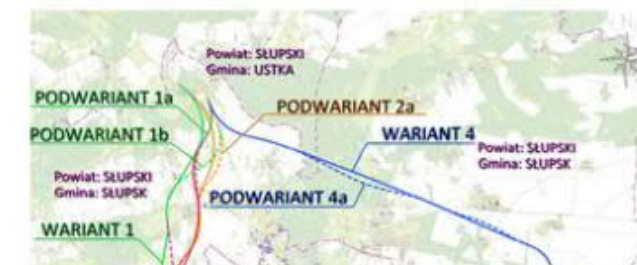 Powiat: SŁUPSKI
Gmina: USTKA
PODWARIANT 1a
PODWARIANT 2a
PODWARIANT 1b
WARIANT 4
Powiat: SŁUPSKI
Gmina: SŁUPSK
Powiat: SŁUPSKI
Gmina: SŁUPSK
PODWARIANT 4a
WARIANT 1